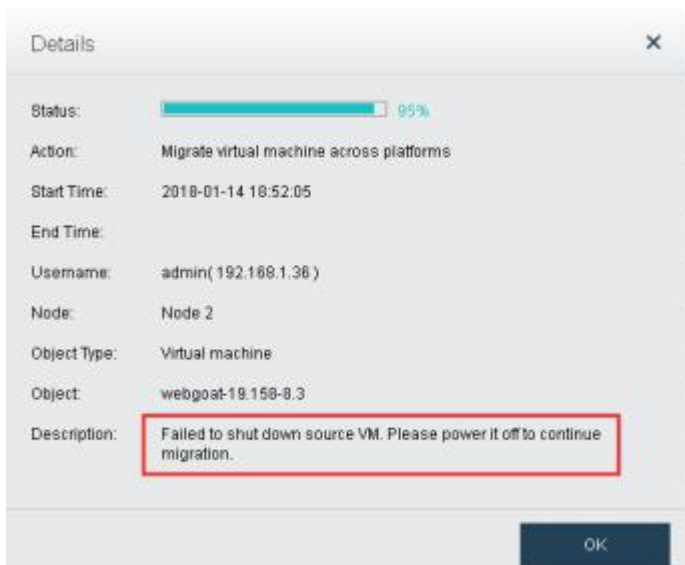 Details
Status: 95%
Action: Migrate virtual machine across platforms
Start Time: 2018-01-14 18:52:05
End Time:
Username: admin( 192.168.1.36 )
Node: Node 2
Object Type: Virtual machine
Object: webgoat-19.158-8.3
Description: Failed to shut down source VM. Please power it off to continue
migration.
OK